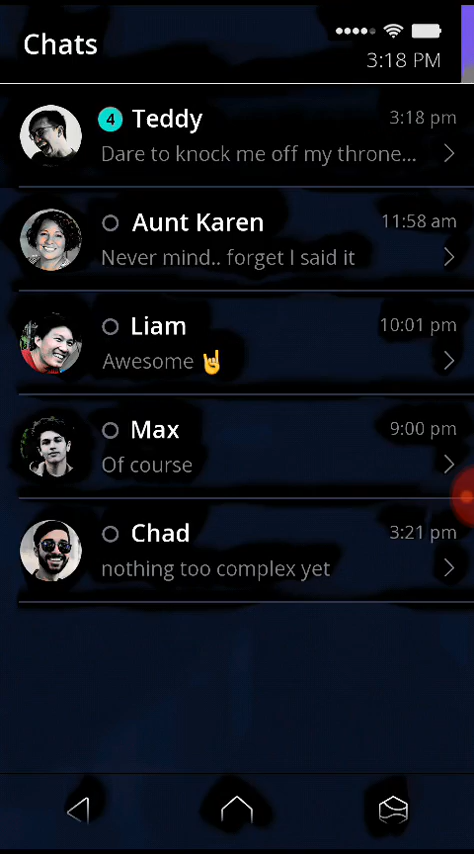 Chats
3:18 PM
4 Teddy 3:18 pm
Dare to knock me off my throne...
Aunt Karen 11:58 am
Never mind.. forget I said it
Liam 10:01 pm
Awesome 🤘
Max 9:00 pm
Of course
Chad 3:21 pm
nothing too complex yet